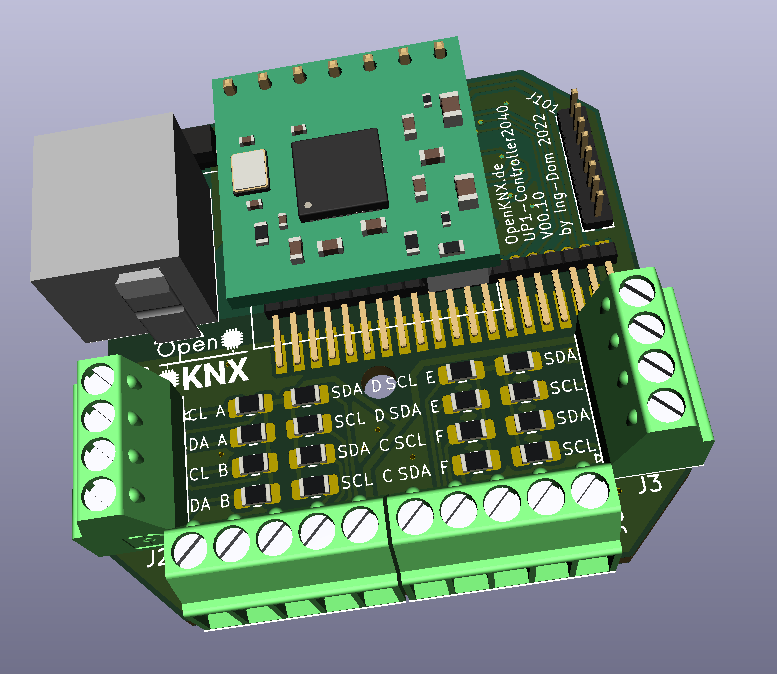 J101
OpenKNX.de
UP1-Controller2040
V00.10
by Ing-Dom 2022
Open
KNX
CL A
SDA D
SCL E
SDA
DA A
SCL D
SDA E
SCL
CL B
SDA C
SCL F
SDA
DA B
SCL C
SDA F
SCL
J2
J3
K